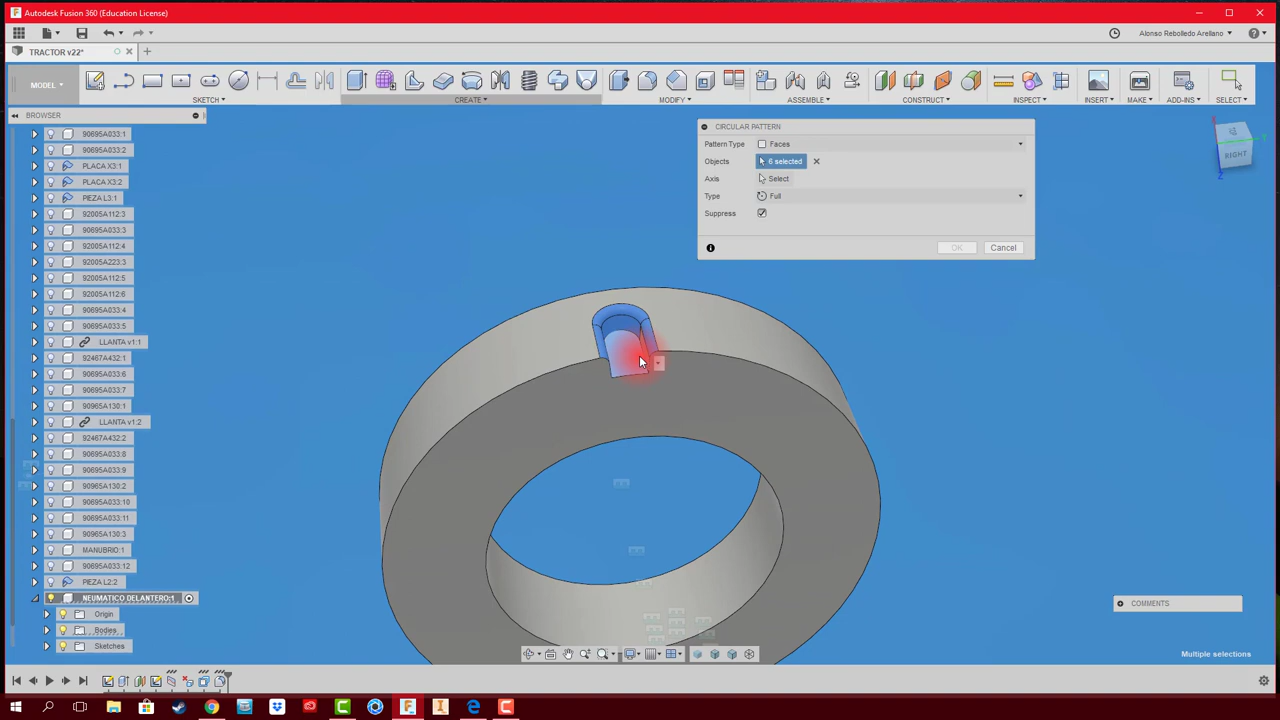 Autodesk Fusion 360 (Education License)
Alonso Rebolledo Arellano
TRACTOR v22*
MODEL
SKETCH
CREATE
MODIFY
ASSEMBLE
CONSTRUCT
INSPECT
INSERT
MAKE
ADD-INS
SELECT
BROWSER
90695A033:1
90695A033:2
PLACA X3:1
PLACA X3:2
PIEZA L3:1
92005A112:3
90695A033:3
92005A112:4
92005A223:3
92005A112:5
92005A112:6
90695A033:4
90695A033:5
LLANTA v1:1
92467A432:1
90695A033:6
90695A033:7
90965A130:1
LLANTA v1:2
92467A432:2
90695A033:8
90695A033:9
90965A130:2
90695A033:10
90695A033:11
90965A130:3
MANUBRIO:1
90695A033:12
PIEZA L2:2
NEUMATICO DELANTERO:1
Origin
Bodies
Sketches
CIRCULAR PATTERN
Pattern Type Faces
Objects 6 selected
Axis Select
Type Full
Suppress
OK Cancel
RIGHT
X
Z
COMMENTS
Multiple selections